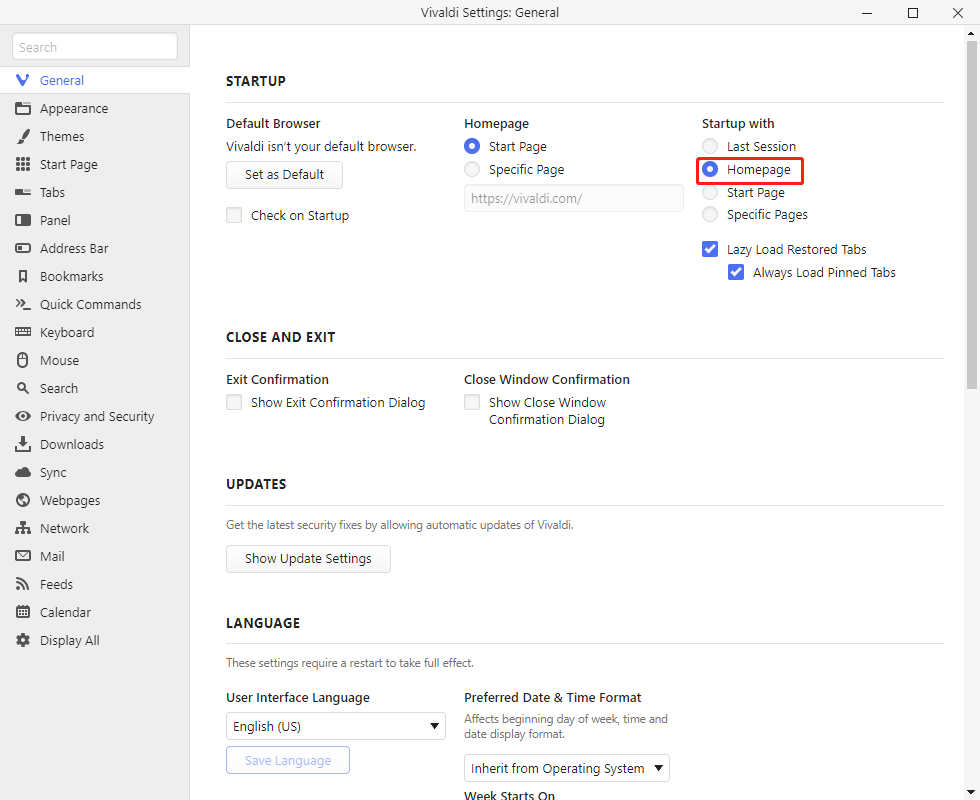 Vivaldi Settings: General
Search
General
Appearance
Themes
Start Page
Tabs
Panel
Address Bar
Bookmarks
Quick Commands
Keyboard
Mouse
Search
Privacy and Security
Downloads
Sync
Webpages
Network
Mail
Feeds
Calendar
Display All
STARTUP
Default Browser
Vivaldi isn't your default browser.
Set as Default
Check on Startup
Homepage
Start Page
Specific Page
https://vivaldi.com/
Startup with
Last Session
Homepage
Start Page
Specific Pages
Lazy Load Restored Tabs
Always Load Pinned Tabs
CLOSE AND EXIT
Exit Confirmation
Show Exit Confirmation Dialog
Close Window Confirmation
Show Close Window
Confirmation Dialog
UPDATES
Get the latest security fixes by allowing automatic updates of Vivaldi.
Show Update Settings
LANGUAGE
These settings require a restart to take full effect.
User Interface Language
English (US)
Save Language
Preferred Date & Time Format
Affects beginning day of week, time and
date display format.
Inherit from Operating System
Week Starts On